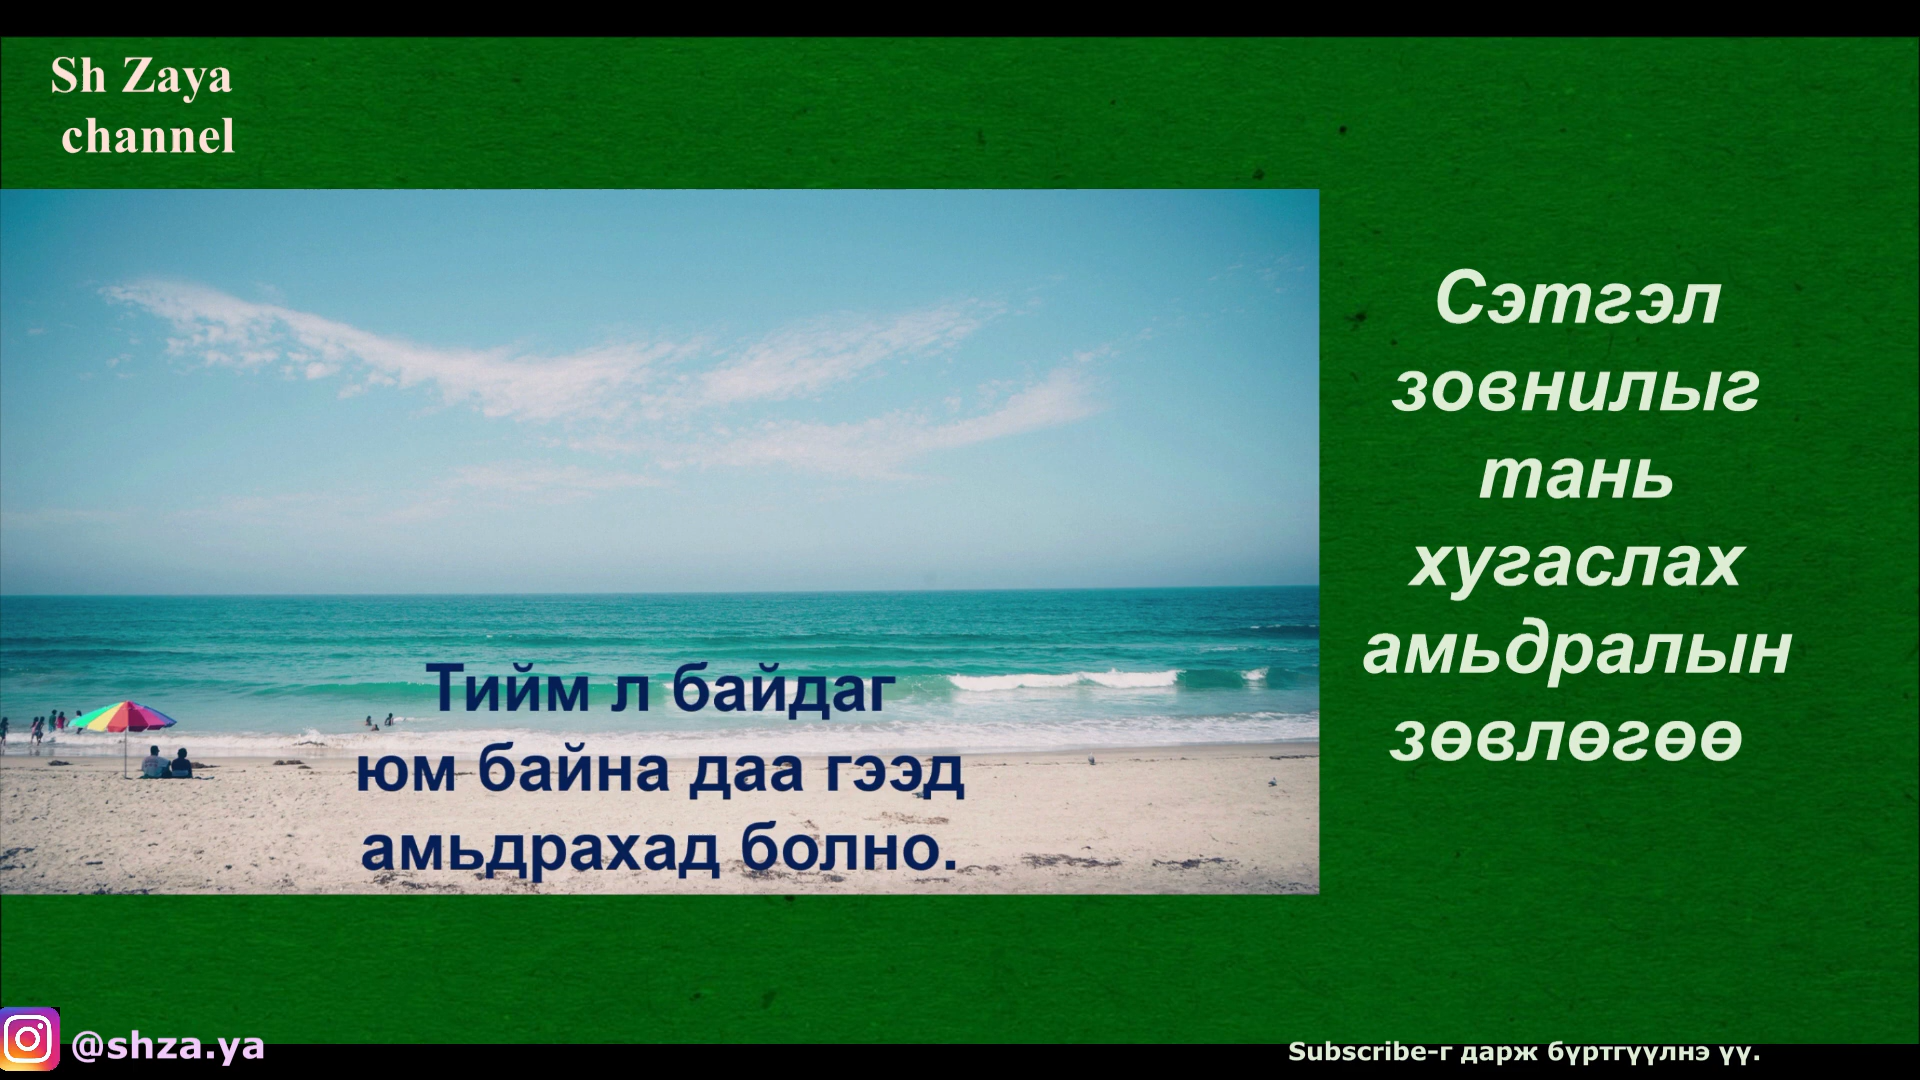 Sh Zaya
channel
Тийм л байдаг
юм байна даа гээд
амьдрахад болно.
Сэтгэл
зовнилыг
тань
хугаслах
амьдралын
зөвлөгөө
@shza.ya
Subscribe-г дарж бүртгүүлнэ үү.